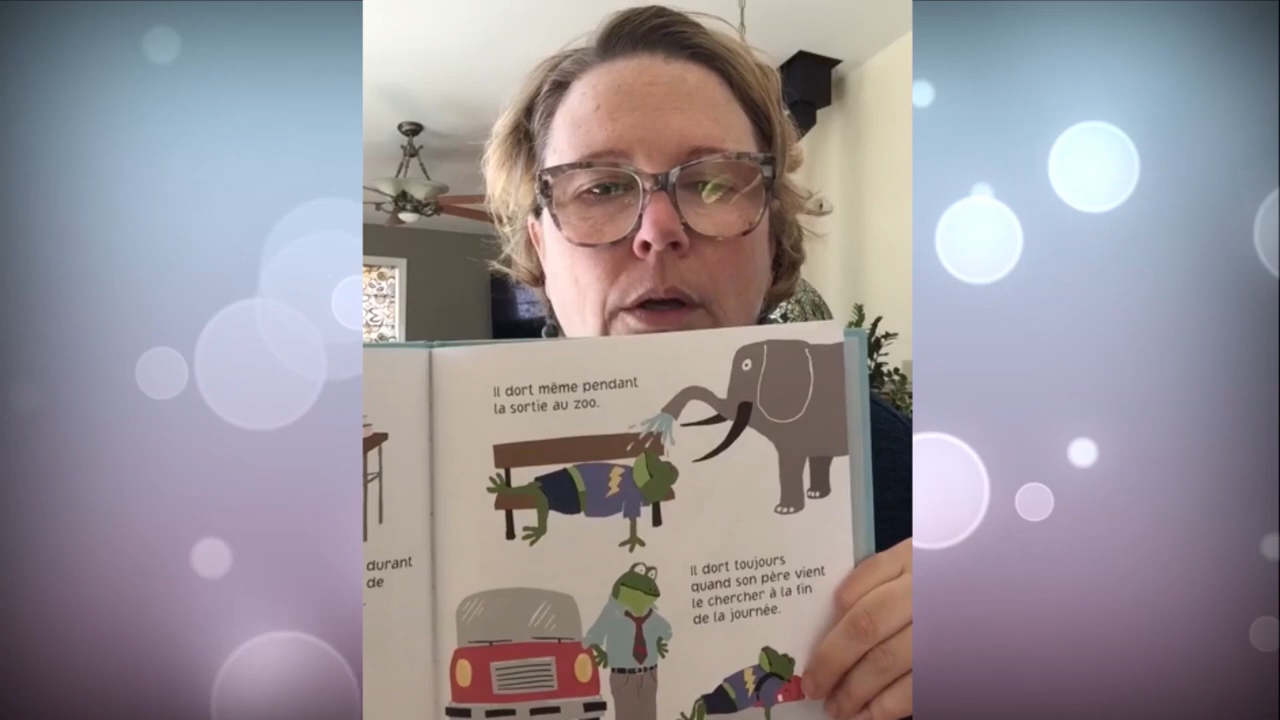 durant
de
Il dort même pendant
la sortie au zoo.
Il dort toujours
quand son père vient
le chercher à la fin
de la journée.